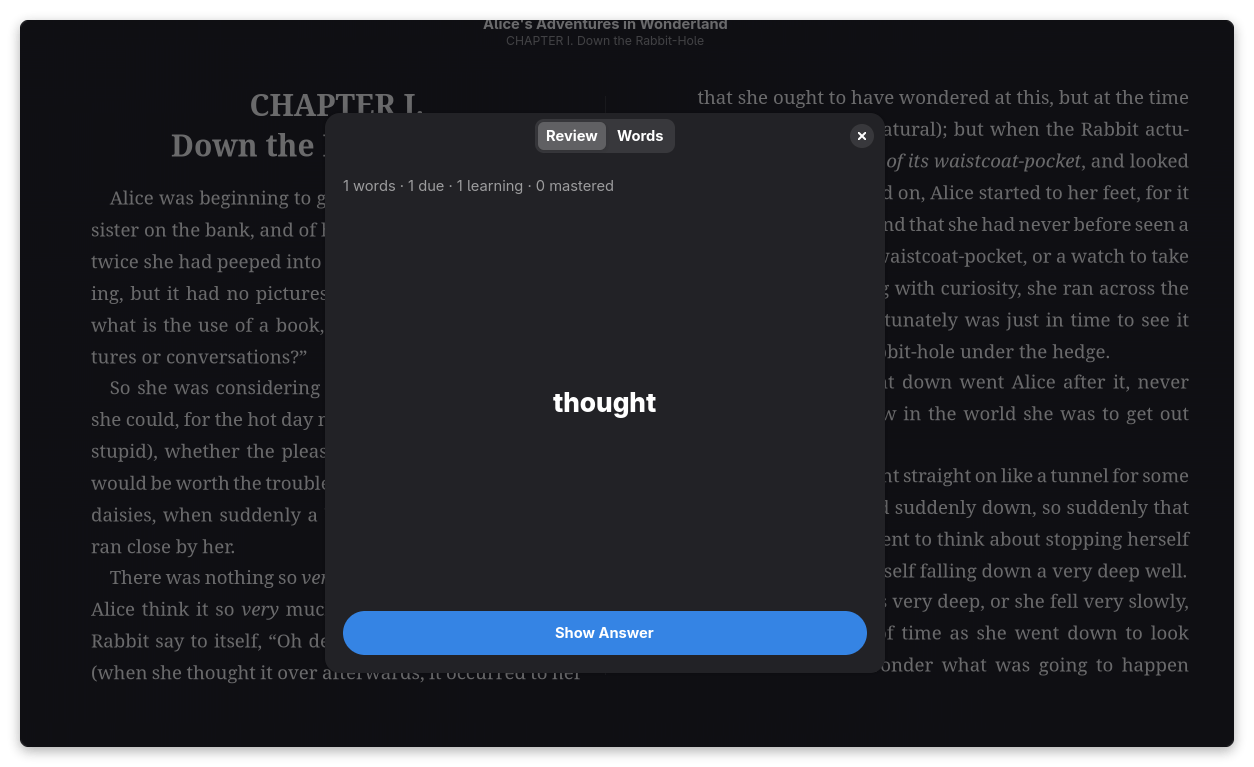 Alice's Adventures in Wonderland
CHAPTER I. Down the Rabbit-Hole
CHAPTER I.
Down the
Alice was beginning to g
sister on the bank, and of
twice she had peeped into
ing, but it had no pictures
what is the use of a book,
tures or conversations?”
So she was considering
she could, for the hot day
stupid), whether the pleas
would be worth the trouble
daisies, when suddenly a
ran close by her.
There was nothing so ver
Alice think it so very muc
Rabbit say to itself, “Oh de
(when she thought it over afterwards, it occurred to her
that she ought to have wondered at this, but at the time
atural); but when the Rabbit actu-
of its waistcoat-pocket, and looked
on, Alice started to her feet, for it
nd that she had never before seen a
waistcoat-pocket, or a watch to take
with curiosity, she ran across the
tunately was just in time to see it
bbit-hole under the hedge.
down went Alice after it, never
w in the world she was to get out
nt straight on like a tunnel for some
suddenly down, so suddenly that
ent to think about stopping herself
self falling down a very deep well.
very deep, or she fell very slowly,
of time as she went down to look
onder what was going to happen
Review Words
1 words · 1 due · 1 learning · 0 mastered
thought
Show Answer